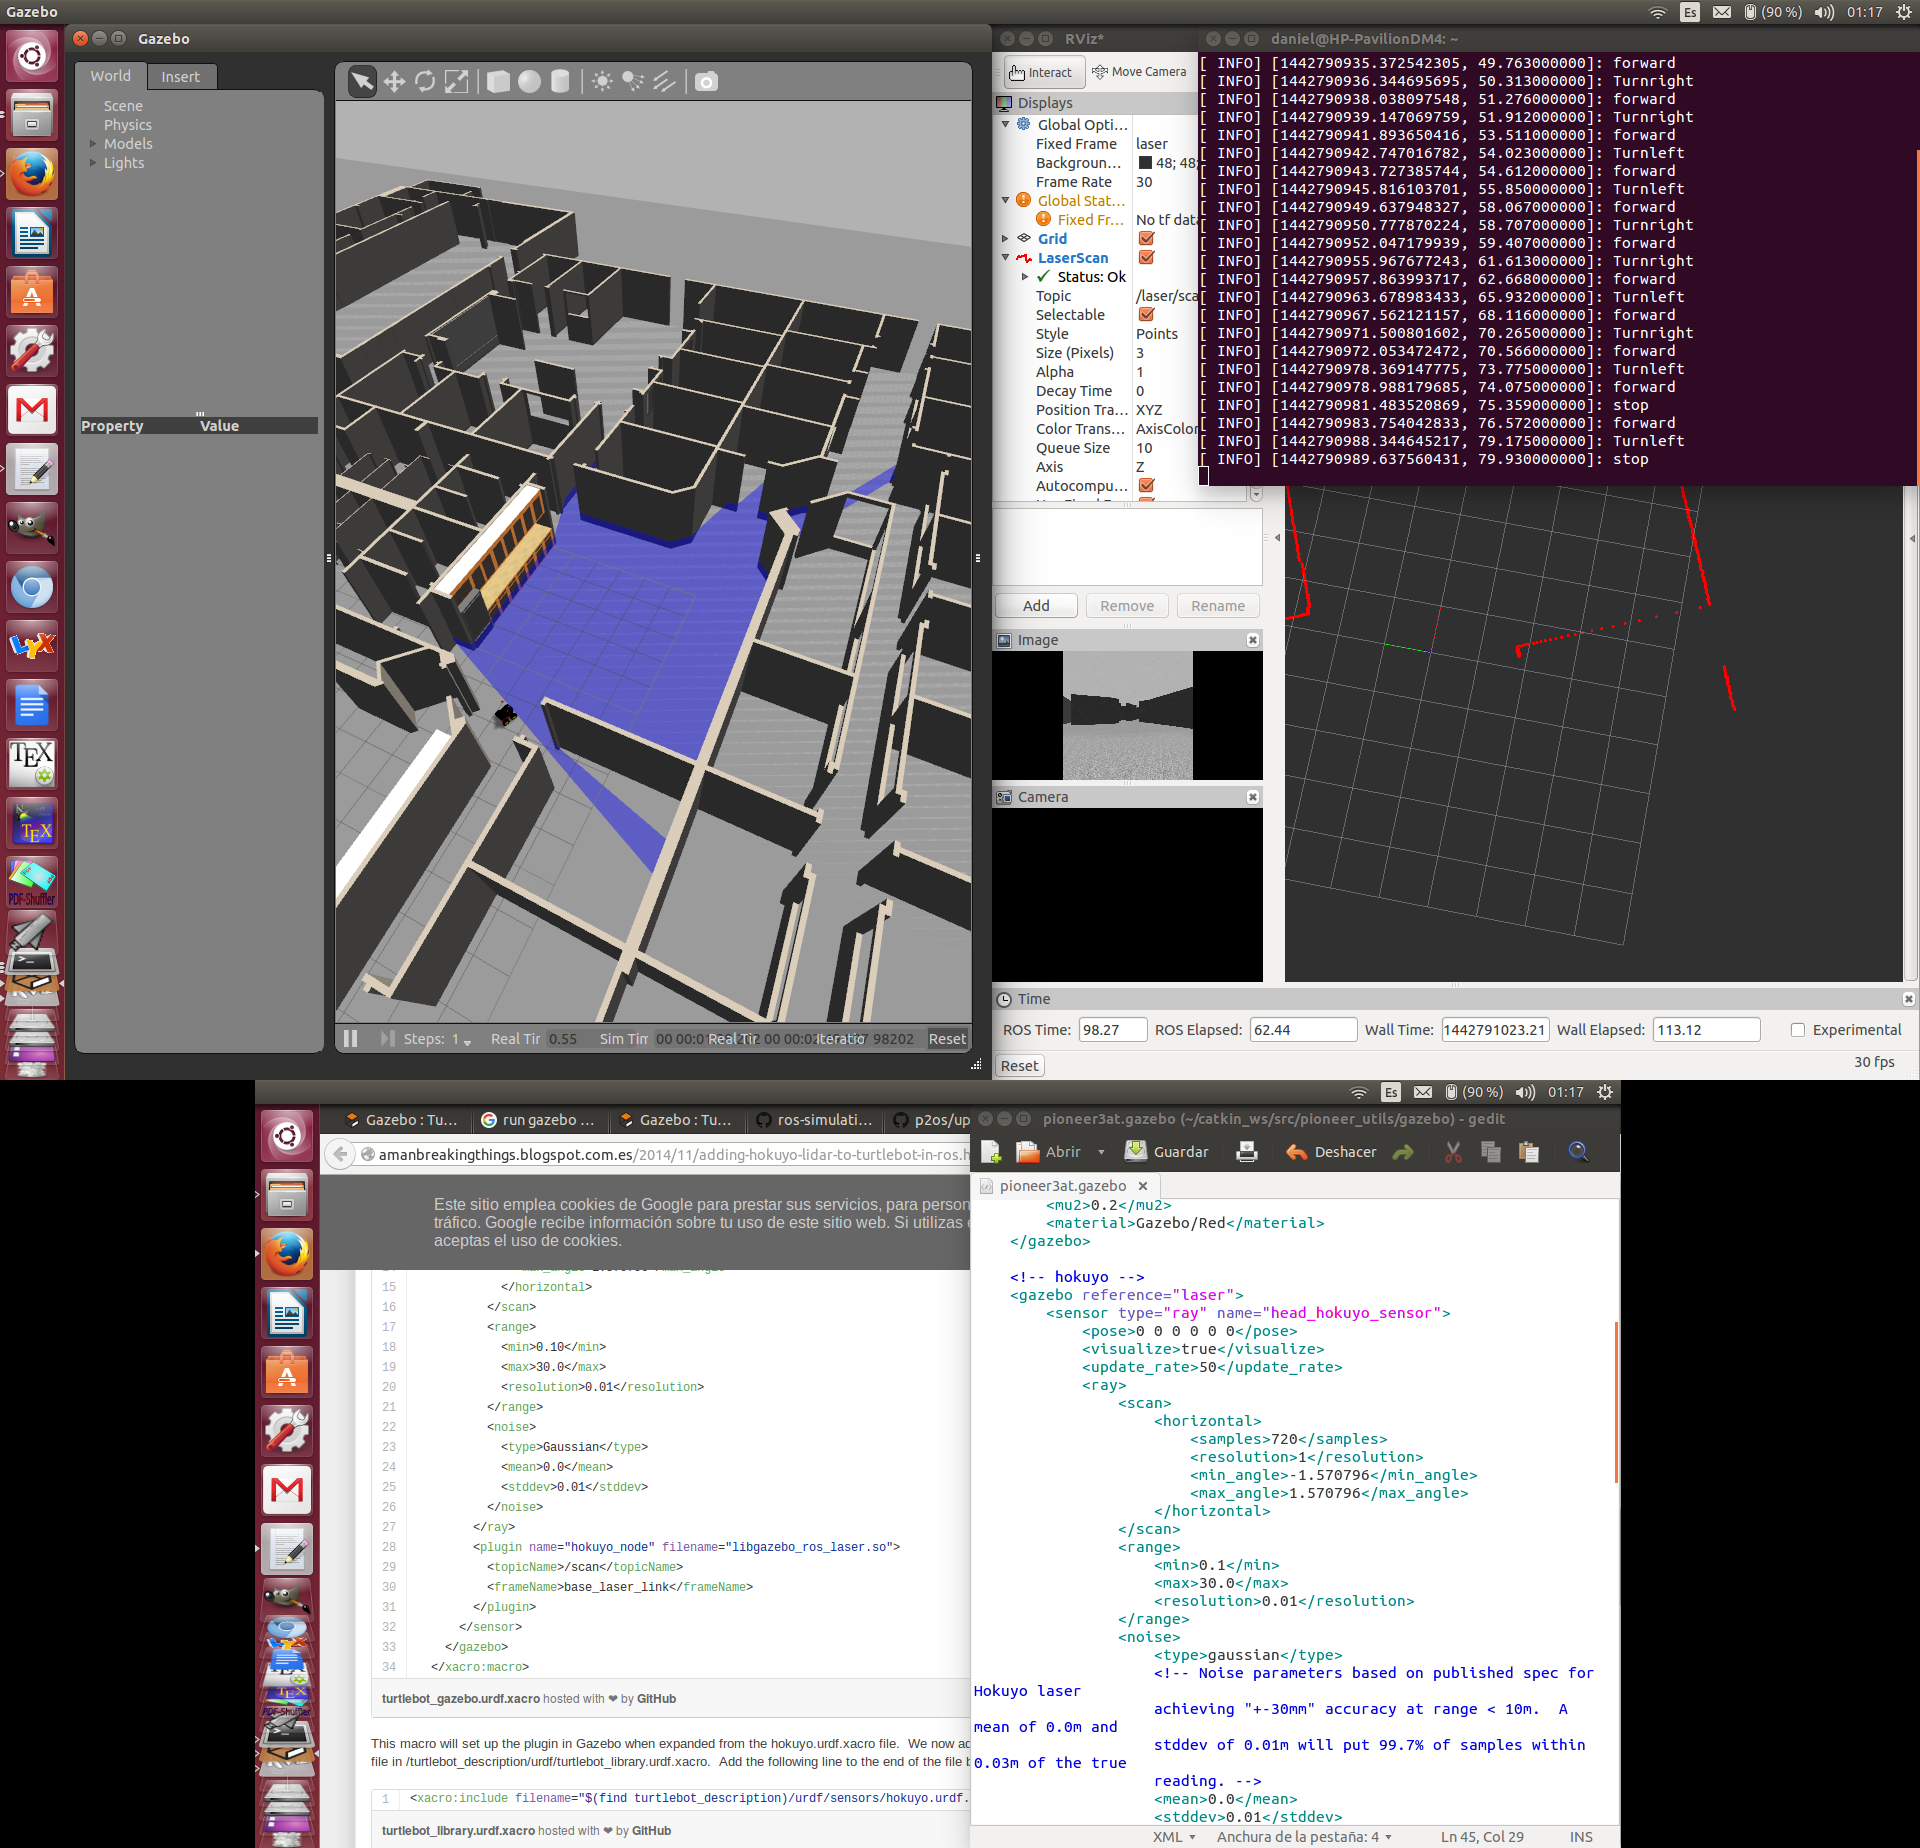 Gazebo
Es
(90 %)
01:17
Gazebo
World
Insert
Scene
Physics
Models
Lights
Property
Value
Steps: 1
Real Tir
0.55
Sim Tim
Reset
RViz*
Interact
Move Camera
Displays
Global Opti...
Fixed Frame
laser
Backgroun...
48; 48;
Frame Rate
30
Global Stat...
Fixed Fr...
No tf data
Grid
LaserScan
Status: Ok
Topic
/laser/sca
Selectable
Style
Points
Size (Pixels)
3
Alpha
1
Decay Time
0
Position Tra...
XYZ
Color Trans...
AxisColor
Queue Size
10
Axis
Z
Autocompu...
Add
Remove
Rename
Image
Camera
daniel@HP-PavilionDM4: ~
[ INFO] [1442790935.372542305, 49.763000000]: forward
[ INFO] [1442790936.344695695, 50.313000000]: Turnright
[ INFO] [1442790938.038097548, 51.276000000]: forward
[ INFO] [1442790939.147069759, 51.912000000]: Turnright
[ INFO] [1442790941.893650416, 53.511000000]: forward
[ INFO] [1442790942.747016782, 54.023000000]: Turnleft
[ INFO] [1442790943.727385744, 54.612000000]: forward
[ INFO] [1442790945.816103701, 55.850000000]: Turnleft
[ INFO] [1442790949.637948327, 58.067000000]: forward
[ INFO] [1442790950.777870224, 58.707000000]: Turnright
[ INFO] [1442790952.047179939, 59.407000000]: forward
[ INFO] [1442790955.967677243, 61.613000000]: Turnright
[ INFO] [1442790957.863993717, 62.668000000]: forward
[ INFO] [1442790963.678983433, 65.932000000]: Turnleft
[ INFO] [1442790967.562121157, 68.116000000]: forward
[ INFO] [1442790971.500801602, 70.265000000]: Turnright
[ INFO] [1442790972.053472472, 70.566000000]: forward
[ INFO] [1442790978.369147775, 73.775000000]: Turnleft
[ INFO] [1442790978.988179685, 74.075000000]: forward
[ INFO] [1442790981.483520869, 75.359000000]: stop
[ INFO] [1442790983.754042833, 76.572000000]: forward
[ INFO] [1442790988.344645217, 79.175000000]: Turnleft
[ INFO] [1442790989.637560431, 79.930000000]: stop
Time
ROS Time:
98.27
ROS Elapsed:
62.44
Wall Time:
1442791023.21
Wall Elapsed:
113.12
Experimental
Reset
30 fps
Es
(90 %)
01:17
Gazebo : Tu...
run gazebo ...
Gazebo : Tu...
ros-simulati...
p2os/up
amanbreakingthings.blogspot.com.es/2014/11/adding-hokuyo-lidar-to-turtlebot-in-ros.h
Este sitio emplea cookies de Google para prestar sus servicios, para person
tráfico. Google recibe información sobre tu uso de este sitio web. Si utilizas
aceptas el uso de cookies.
15 </horizontal>
16 </scan>
17 <range>
18 <min>0.10</min>
19 <max>30.0</max>
20 <resolution>0.01</resolution>
21 </range>
22 <noise>
23 <type>Gaussian</type>
24 <mean>0.0</mean>
25 <stddev>0.01</stddev>
26 </noise>
27 </ray>
28 <plugin name="hokuyo_node" filename="libgazebo_ros_laser.so">
29 <topicName>/scan</topicName>
30 <frameName>base_laser_link</frameName>
31 </plugin>
32 </sensor>
33 </gazebo>
34 </xacro:macro>
turtlebot_gazebo.urdf.xacro hosted with ❤ by GitHub
This macro will set up the plugin in Gazebo when expanded from the hokuyo.urdf.xacro file. We now ad
file in /turtlebot_description/urdf/turtlebot_library.urdf.xacro. Add the following line to the end of the file b
1 <xacro:include filename="$(find turtlebot_description)/urdf/sensors/hokuyo.urdf.
turtlebot_library.urdf.xacro hosted with ❤ by GitHub
pioneer3at.gazebo (~/catkin_ws/src/pioneer_utils/gazebo) - gedit
Abrir
Guardar
Deshacer
pioneer3at.gazebo
<mu2>0.2</mu2>
<material>Gazebo/Red</material>
</gazebo>
<!-- hokuyo -->
<gazebo reference="laser">
<sensor type="ray" name="head_hokuyo_sensor">
<pose>0 0 0 0 0 0</pose>
<visualize>true</visualize>
<update_rate>50</update_rate>
<ray>
<scan>
<horizontal>
<samples>720</samples>
<resolution>1</resolution>
<min_angle>-1.570796</min_angle>
<max_angle>1.570796</max_angle>
</horizontal>
</scan>
<range>
<min>0.1</min>
<max>30.0</max>
<resolution>0.01</resolution>
</range>
<noise>
<type>gaussian</type>
<!-- Noise parameters based on published spec for
Hokuyo laser
achieving "+-30mm" accuracy at range < 10m.  A
mean of 0.0m and
stddev of 0.01m will put 99.7% of samples within
0.03m of the true
reading. -->
<mean>0.0</mean>
<stddev>0.01</stddev>
XML
Anchura de la pestaña: 4
Ln 45, Col 29
INS